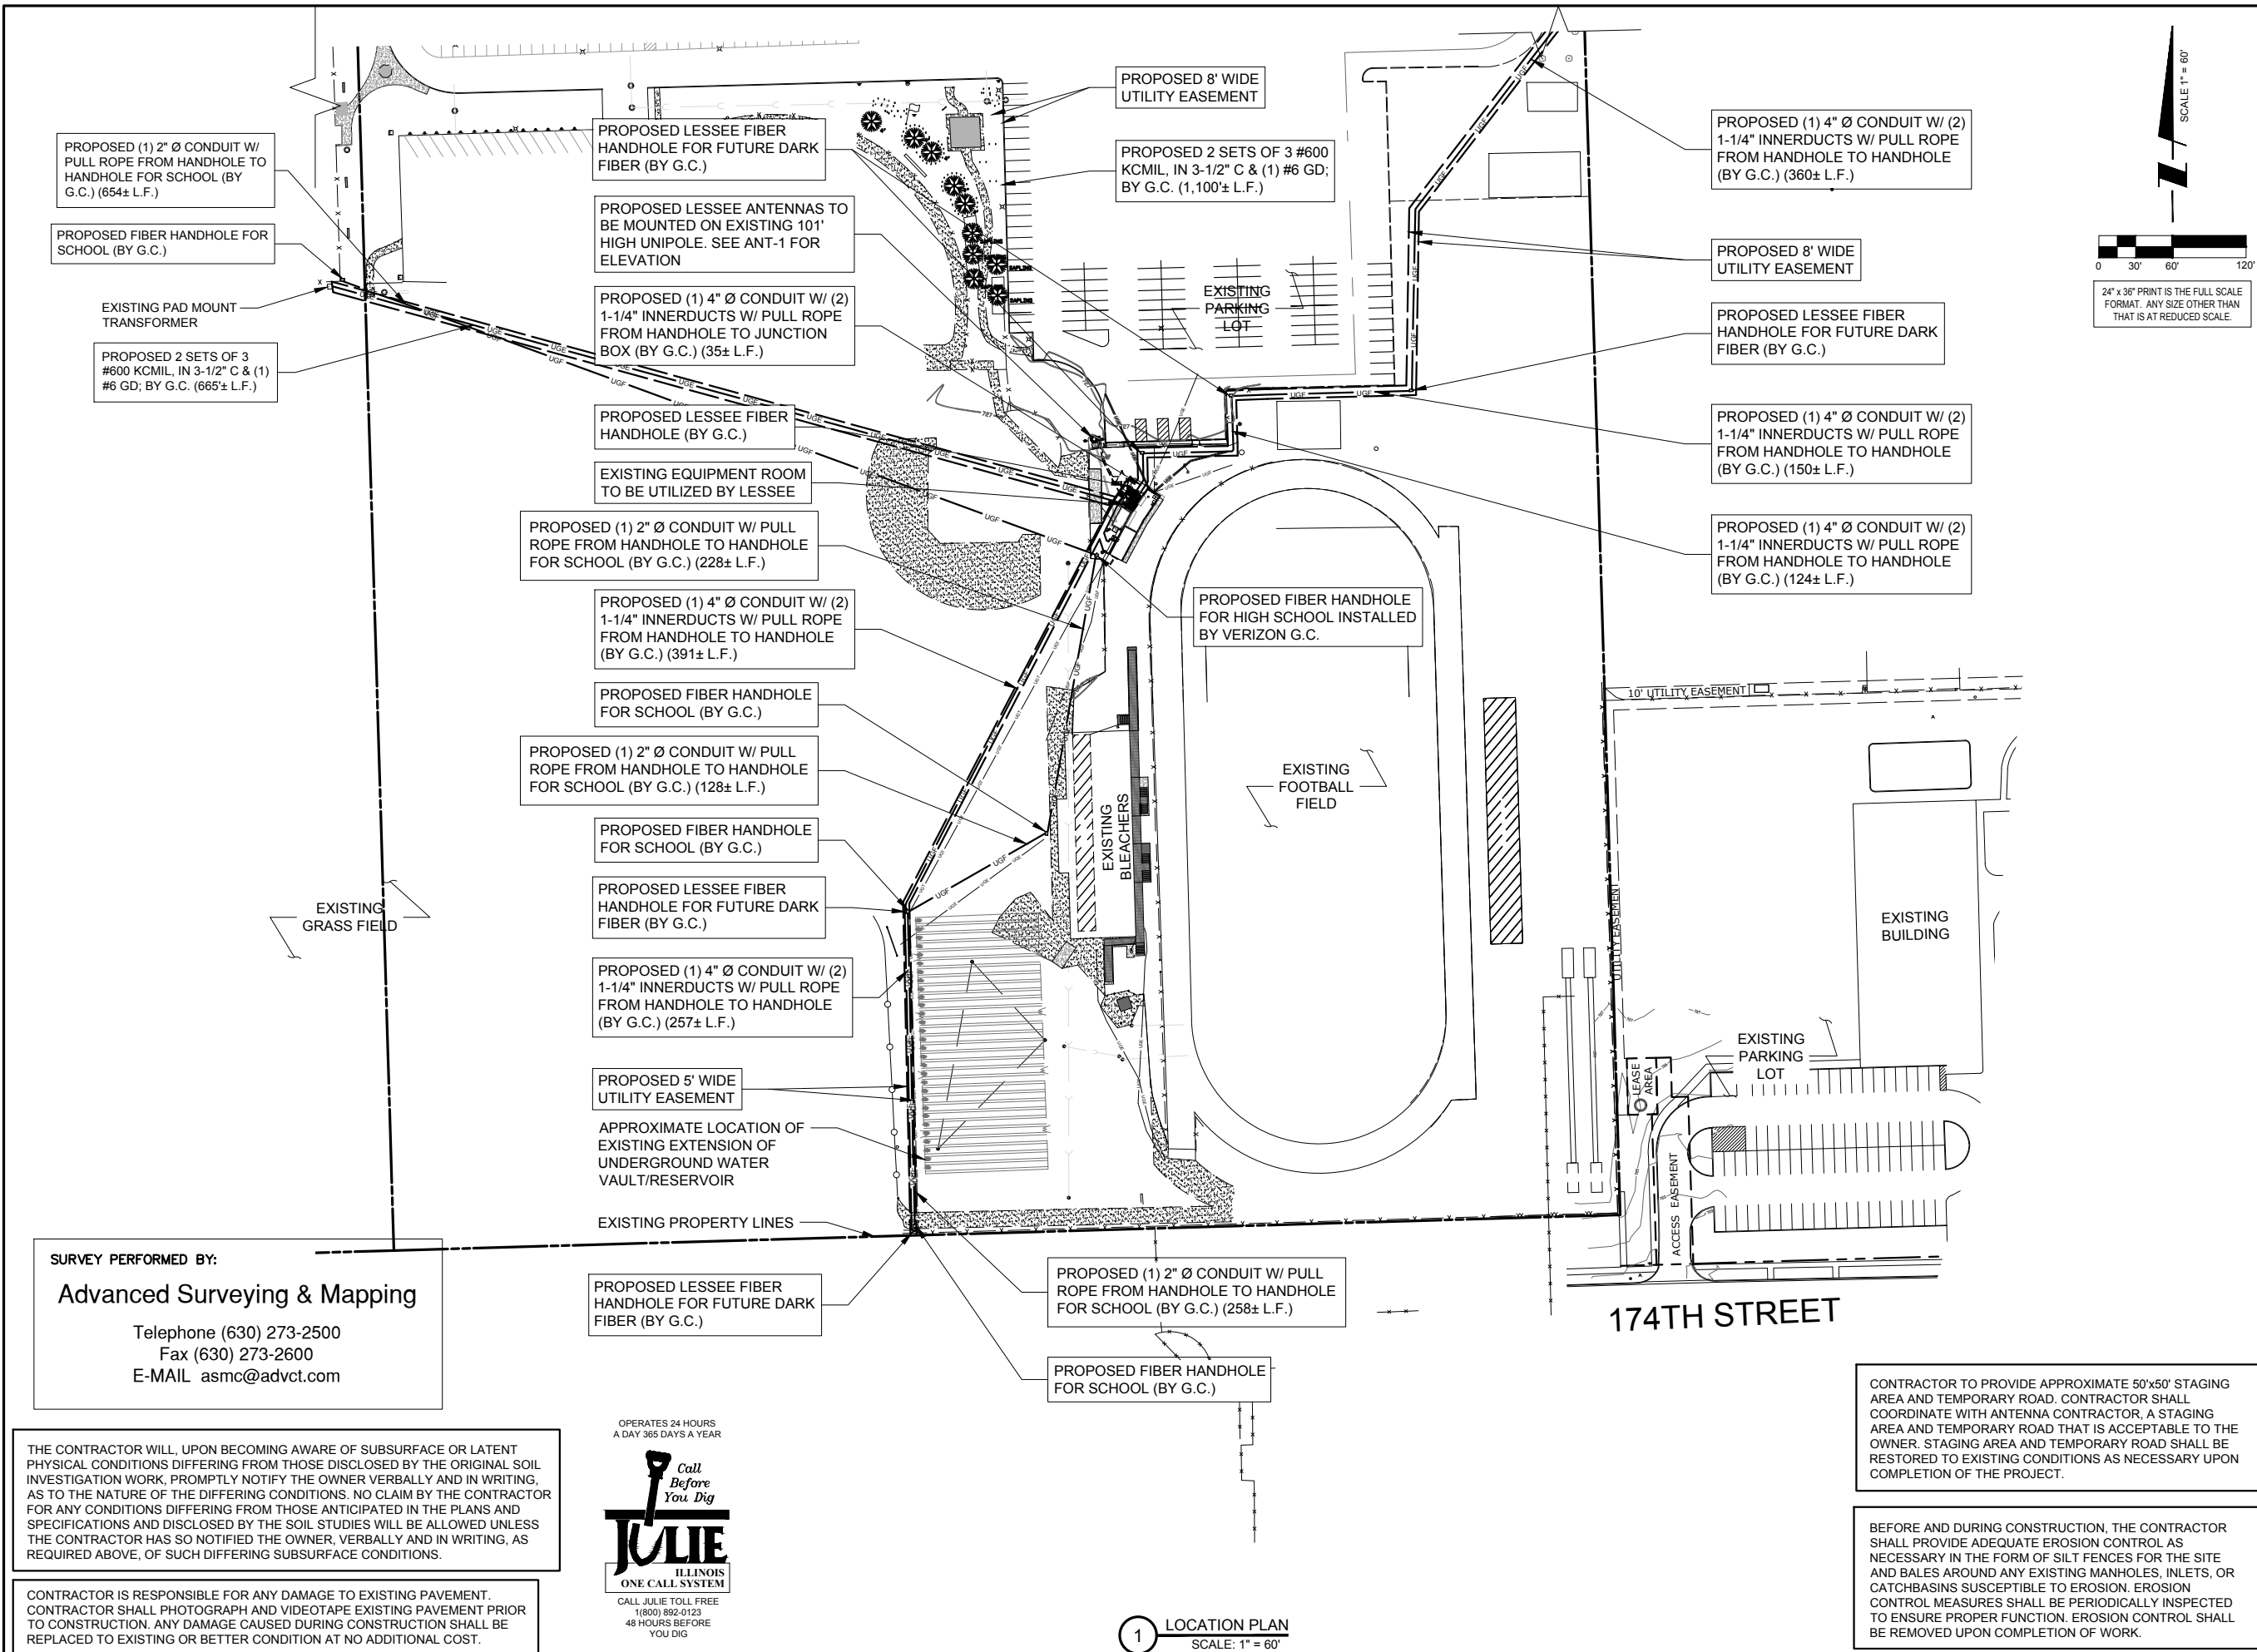 PROPOSED (1) 2" Ø CONDUIT W/
PULL ROPE FROM HANDHOLE TO
HANDHOLE FOR SCHOOL (BY
G.C.) (654± L.F.)
PROPOSED FIBER HANDHOLE FOR
SCHOOL (BY G.C.)
EXISTING PAD MOUNT
TRANSFORMER
PROPOSED 2 SETS OF 3
#600 KCMIL, IN 3-1/2" C & (1)
#6 GD; BY G.C. (665'± L.F.)
PROPOSED LESSEE FIBER
HANDHOLE FOR FUTURE DARK
FIBER (BY G.C.)
PROPOSED LESSEE ANTENNAS TO
BE MOUNTED ON EXISTING 101'
HIGH UNIPOLE. SEE ANT-1 FOR
ELEVATION
PROPOSED (1) 4" Ø CONDUIT W/ (2)
1-1/4" INNERDUCTS W/ PULL ROPE
FROM HANDHOLE TO JUNCTION
BOX (BY G.C.) (35± L.F.)
PROPOSED LESSEE FIBER
HANDHOLE (BY G.C.)
EXISTING EQUIPMENT ROOM
TO BE UTILIZED BY LESSEE
PROPOSED (1) 2" Ø CONDUIT W/ PULL
ROPE FROM HANDHOLE TO HANDHOLE
FOR SCHOOL (BY G.C.) (228± L.F.)
PROPOSED (1) 4" Ø CONDUIT W/ (2)
1-1/4" INNERDUCTS W/ PULL ROPE
FROM HANDHOLE TO HANDHOLE
(BY G.C.) (391± L.F.)
PROPOSED FIBER HANDHOLE
FOR SCHOOL (BY G.C.)
PROPOSED (1) 2" Ø CONDUIT W/ PULL
ROPE FROM HANDHOLE TO HANDHOLE
FOR SCHOOL (BY G.C.) (128± L.F.)
PROPOSED FIBER HANDHOLE
FOR SCHOOL (BY G.C.)
PROPOSED LESSEE FIBER
HANDHOLE FOR FUTURE DARK
FIBER (BY G.C.)
PROPOSED (1) 4" Ø CONDUIT W/ (2)
1-1/4" INNERDUCTS W/ PULL ROPE
FROM HANDHOLE TO HANDHOLE
(BY G.C.) (257± L.F.)
PROPOSED 5' WIDE
UTILITY EASEMENT
APPROXIMATE LOCATION OF
EXISTING EXTENSION OF
UNDERGROUND WATER
VAULT/RESERVOIR
EXISTING PROPERTY LINES
PROPOSED LESSEE FIBER
HANDHOLE FOR FUTURE DARK
FIBER (BY G.C.)
PROPOSED 8' WIDE
UTILITY EASEMENT
PROPOSED 2 SETS OF 3 #600
KCMIL, IN 3-1/2" C & (1) #6 GD;
BY G.C. (1,100'± L.F.)
SAPLING
SAPLING
SAPLING
SAPLING
EXISTING
PARKING
LOT
727
727
727
UGE
UGE
UGE
UGE
UGE
UGE
UGF
UGF
UGF
UGF
UGF
UGF
UGF
UGF
UGF
UGF
UGF
PROPOSED FIBER HANDHOLE
FOR HIGH SCHOOL INSTALLED
BY VERIZON G.C.
EXISTING
BLEACHERS
EXISTING
FOOTBALL
FIELD
EXISTING
GRASS FIELD
PROPOSED (1) 4" Ø CONDUIT W/ (2)
1-1/4" INNERDUCTS W/ PULL ROPE
FROM HANDHOLE TO HANDHOLE
(BY G.C.) (360± L.F.)
PROPOSED 8' WIDE
UTILITY EASEMENT
PROPOSED LESSEE FIBER
HANDHOLE FOR FUTURE DARK
FIBER (BY G.C.)
PROPOSED (1) 4" Ø CONDUIT W/ (2)
1-1/4" INNERDUCTS W/ PULL ROPE
FROM HANDHOLE TO HANDHOLE
(BY G.C.) (150± L.F.)
PROPOSED (1) 4" Ø CONDUIT W/ (2)
1-1/4" INNERDUCTS W/ PULL ROPE
FROM HANDHOLE TO HANDHOLE
(BY G.C.) (124± L.F.)
SCALE 1" = 60'
0 30' 60' 120'
24" x 36" PRINT IS THE FULL SCALE
FORMAT. ANY SIZE OTHER THAN
THAT IS AT REDUCED SCALE.
10' UTILITY EASEMENT
UTILITY EASEMENT
EXISTING
BUILDING
EXISTING
PARKING
LOT
LEASE
AREA
ACCESS EASEMENT
174TH STREET
PROPOSED (1) 2" Ø CONDUIT W/ PULL
ROPE FROM HANDHOLE TO HANDHOLE
FOR SCHOOL (BY G.C.) (258± L.F.)
PROPOSED FIBER HANDHOLE
FOR SCHOOL (BY G.C.)
SURVEY PERFORMED BY:
Advanced Surveying & Mapping
Telephone (630) 273-2500
Fax (630) 273-2600
E-MAIL asmc@advct.com
THE CONTRACTOR WILL, UPON BECOMING AWARE OF SUBSURFACE OR LATENT
PHYSICAL CONDITIONS DIFFERING FROM THOSE DISCLOSED BY THE ORIGINAL SOIL
INVESTIGATION WORK, PROMPTLY NOTIFY THE OWNER VERBALLY AND IN WRITING,
AS TO THE NATURE OF THE DIFFERING CONDITIONS. NO CLAIM BY THE CONTRACTOR
FOR ANY CONDITIONS DIFFERING FROM THOSE ANTICIPATED IN THE PLANS AND
SPECIFICATIONS AND DISCLOSED BY THE SOIL STUDIES WILL BE ALLOWED UNLESS
THE CONTRACTOR HAS SO NOTIFIED THE OWNER, VERBALLY AND IN WRITING, AS
REQUIRED ABOVE, OF SUCH DIFFERING SUBSURFACE CONDITIONS.
CONTRACTOR IS RESPONSIBLE FOR ANY DAMAGE TO EXISTING PAVEMENT.
CONTRACTOR SHALL PHOTOGRAPH AND VIDEOTAPE EXISTING PAVEMENT PRIOR
TO CONSTRUCTION. ANY DAMAGE CAUSED DURING CONSTRUCTION SHALL BE
REPLACED TO EXISTING OR BETTER CONDITION AT NO ADDITIONAL COST.
OPERATES 24 HOURS
A DAY 365 DAYS A YEAR
Call
Before
You Dig
JULIE
ILLINOIS
ONE CALL SYSTEM
CALL JULIE TOLL FREE
1(800) 892-0123
48 HOURS BEFORE
YOU DIG
1 LOCATION PLAN
SCALE: 1" = 60'
CONTRACTOR TO PROVIDE APPROXIMATE 50'x50' STAGING
AREA AND TEMPORARY ROAD. CONTRACTOR SHALL
COORDINATE WITH ANTENNA CONTRACTOR, A STAGING
AREA AND TEMPORARY ROAD THAT IS ACCEPTABLE TO THE
OWNER. STAGING AREA AND TEMPORARY ROAD SHALL BE
RESTORED TO EXISTING CONDITIONS AS NECESSARY UPON
COMPLETION OF THE PROJECT.
BEFORE AND DURING CONSTRUCTION, THE CONTRACTOR
SHALL PROVIDE ADEQUATE EROSION CONTROL AS
NECESSARY IN THE FORM OF SILT FENCES FOR THE SITE
AND BALES AROUND ANY EXISTING MANHOLES, INLETS, OR
CATCHBASINS SUSCEPTIBLE TO EROSION. EROSION
CONTROL MEASURES SHALL BE PERIODICALLY INSPECTED
TO ENSURE PROPER FUNCTION. EROSION CONTROL SHALL
BE REMOVED UPON COMPLETION OF WORK.